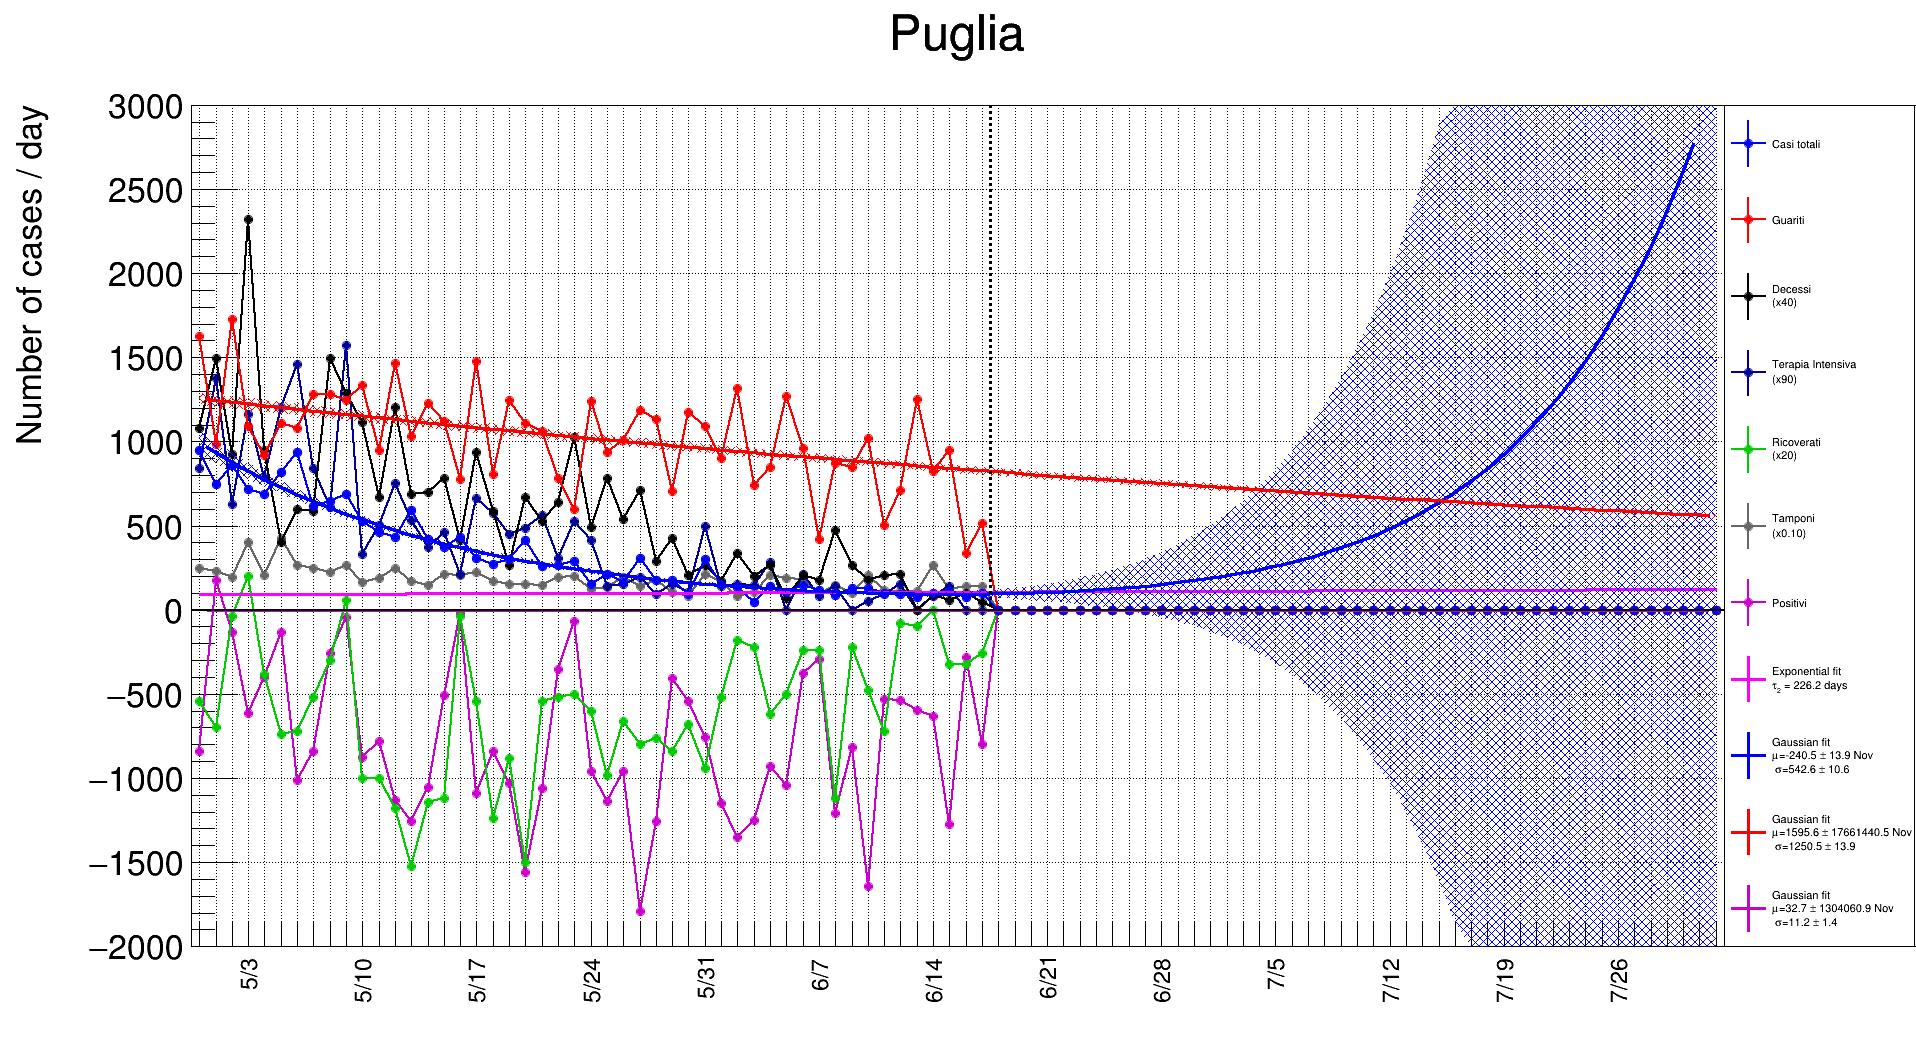 Puglia
Number of cases / day
3000
2500
2000
1500
1000
500
0
−500
−1000
−1500
−2000
5/3
5/10
5/17
5/24
5/31
6/7
6/14
6/21
6/28
7/5
7/12
7/19
7/26
Casi totali
Guariti
Decessi
(x40)
Terapia Intensiva
(x90)
Ricoverati
(x20)
Tamponi
(x0.10)
Positivi
Exponential fit
τ₂ = 226.2 days
Gaussian fit
μ=-240.5 ± 13.9 Nov
σ=542.6 ± 10.6
Gaussian fit
μ=1595.6 ± 17661440.5 Nov
σ=1250.5 ± 13.9
Gaussian fit
μ=32.7 ± 1304060.9 Nov
σ=11.2 ± 1.4